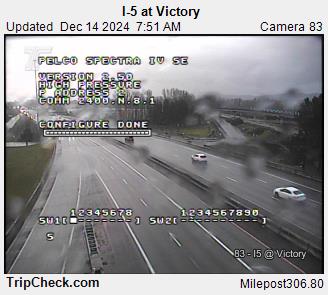 I-5 at Victory
Updated Dec 14 2024 7:51 AM Camera 83
PELCO SPECTRA IV SE
VERSION 2.50
HIGH PRESSURE
P ADDRESS 2
COMM 2400,N,8,1
CONFIGURE DONE
12345678 1234567890
SW1 SW2
S
83 - I5 @ Victory
TripCheck.com Milepost306.80